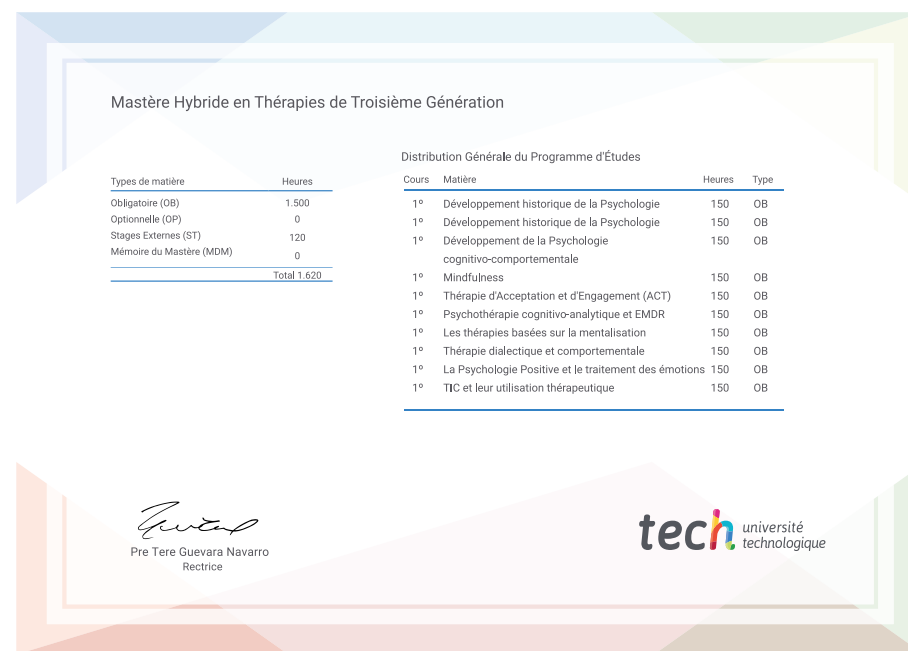 Mastère Hybride en Thérapies de Troisième Génération
Types de matière Heures
Obligatoire (OB) 1.500
Optionnelle (OP) 0
Stages Externes (ST) 120
Mémoire du Mastère (MDM) 0
Total 1.620
Distribution Générale du Programme d'Études
Cours Matière Heures Type
1º Développement historique de la Psychologie 150 OB
1º Développement historique de la Psychologie 150 OB
1º Développement de la Psychologie 150 OB
cognitivo-comportementale
1º Mindfulness 150 OB
1º Thérapie d'Acceptation et d'Engagement (ACT) 150 OB
1º Psychothérapie cognitivo-analytique et EMDR 150 OB
1º Les thérapies basées sur la mentalisation 150 OB
1º Thérapie dialectique et comportementale 150 OB
1º La Psychologie Positive et le traitement des émotions 150 OB
1º TIC et leur utilisation thérapeutique 150 OB
Pre Tere Guevara Navarro
Rectrice
tech université
technologique